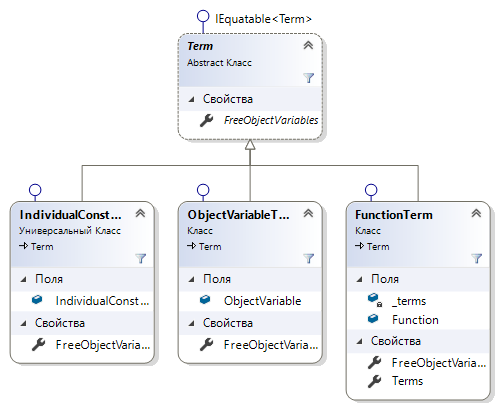 IEquatable<Term>
Term
Abstract Класс
Свойства
FreeObjectVariables
IndividualConst...
Универсальный Класс
Term
Поля
IndividualConst...
Свойства
FreeObjectVaria...
ObjectVariableT...
Класс
Term
Поля
ObjectVariable
Свойства
FreeObjectVaria...
FunctionTerm
Класс
Term
Поля
_terms
Function
Свойства
FreeObjectVaria...
Terms